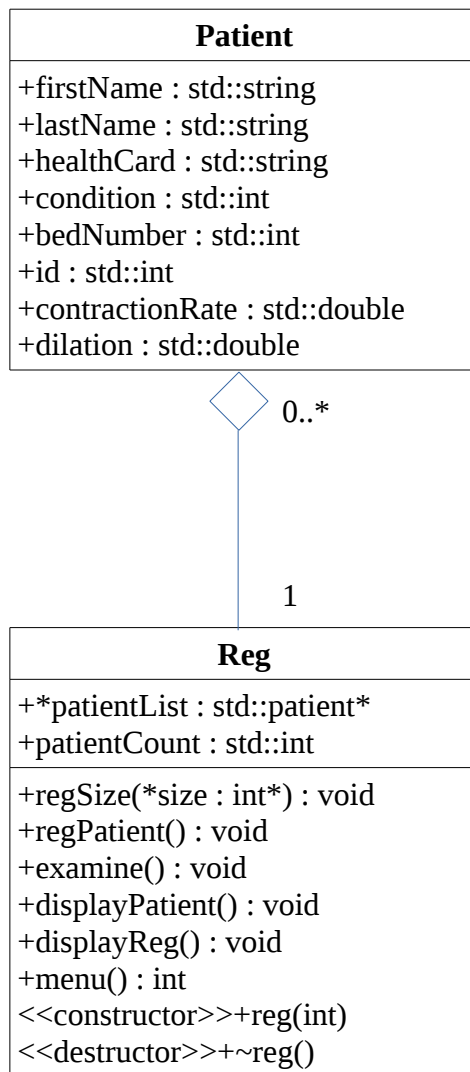 Patient
+firstName : std::string
+lastName : std::string
+healthCard : std::string
+condition : std::int
+bedNumber : std::int
+id : std::int
+contractionRate : std::double
+dilation : std::double
0..*
1
Reg
+*patientList : std::patient*
+patientCount : std::int
+regSize(*size : int*) : void
+regPatient() : void
+examine() : void
+displayPatient() : void
+displayReg() : void
+menu() : int
<<constructor>>+reg(int)
<<destructor>>+~reg()